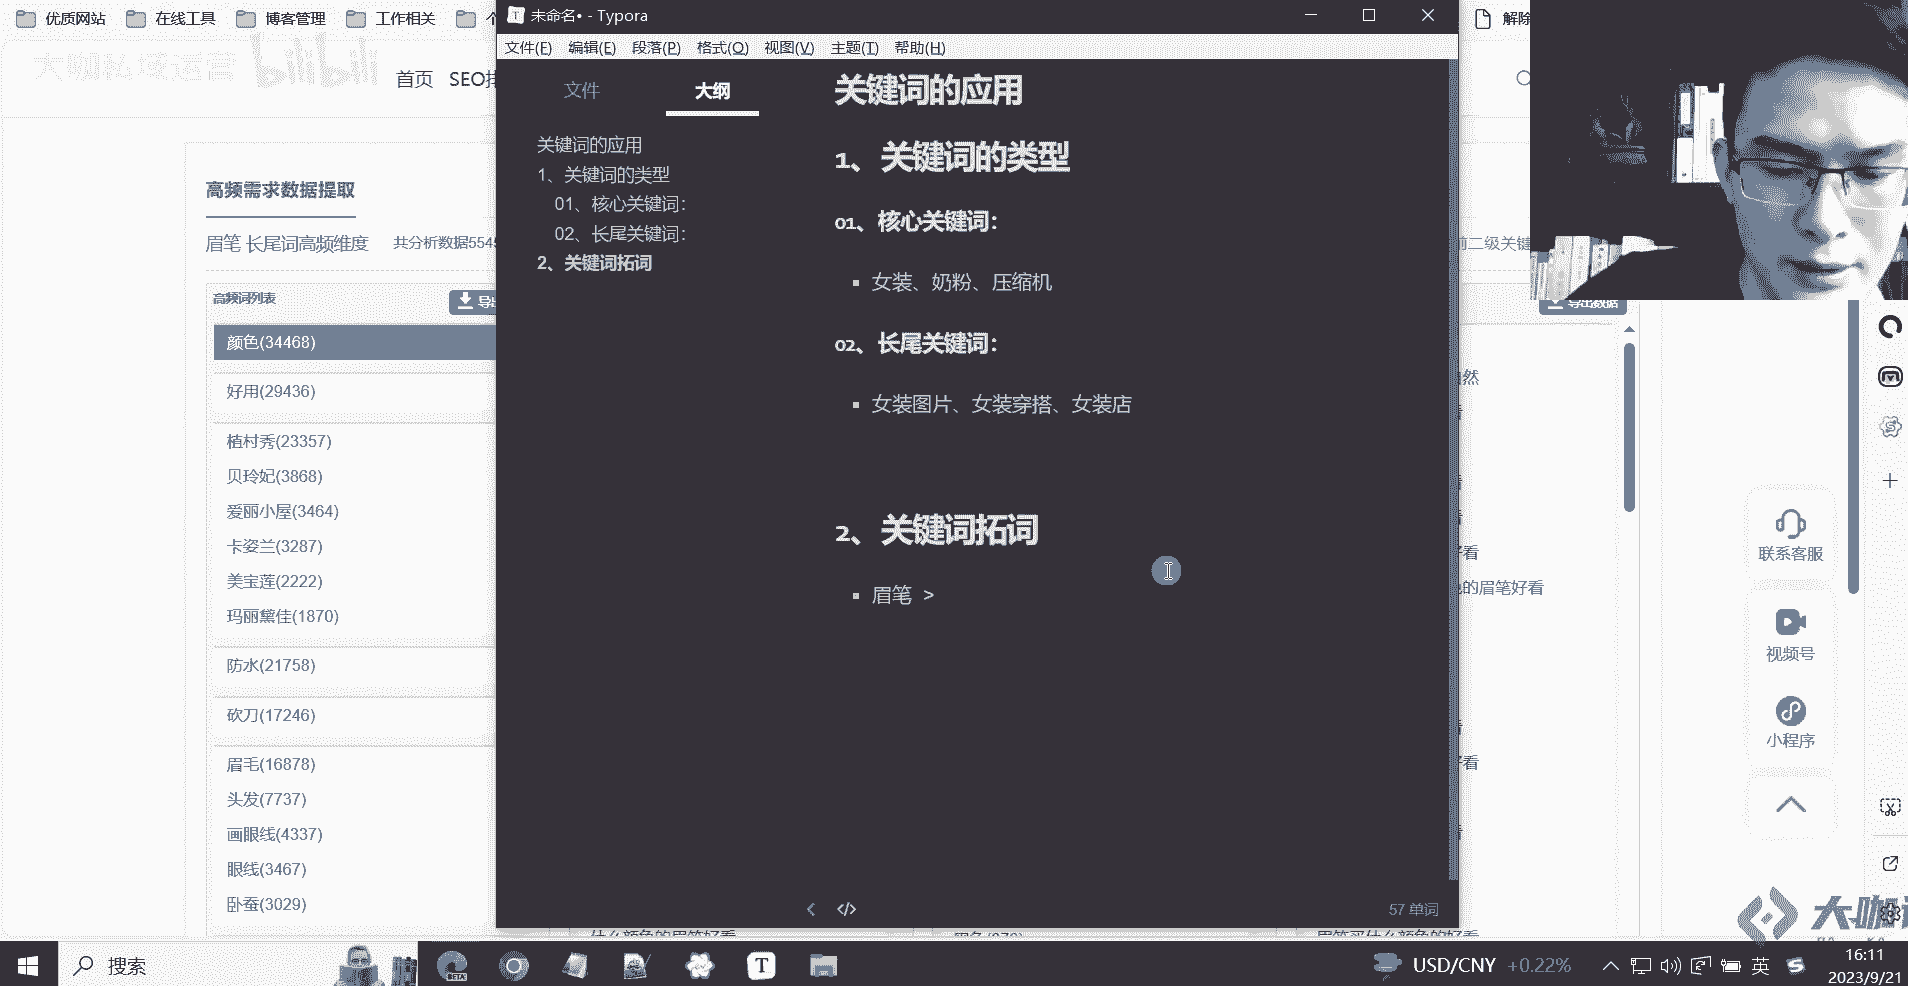 优质网站
在线工具
博客管理
工作相关
大咖私域运营 bilibili
首页
高频需求数据提取
眉笔 长尾词高频维度
高频词列表
颜色(34468)
好用(29436)
植村秀(23357)
贝玲妃(3868)
爱丽小屋(3464)
卡姿兰(3287)
美宝莲(2222)
玛丽黛佳(1870)
防水(21758)
砍刀(17246)
眉毛(16878)
头发(7737)
画眼线(4337)
眼线(3467)
卧蚕(3029)
未命名• - Typora
文件(F) 编辑(E) 段落(P) 格式(O) 视图(V) 主题(T) 帮助(H)
文件
大纲
关键词的应用
1、关键词的类型
01、核心关键词：
02、长尾关键词：
2、关键词拓词
关键词的应用
1、关键词的类型
01、核心关键词：
女装、奶粉、压缩机
02、长尾关键词：
女装图片、女装穿搭、女装店
2、关键词拓词
眉笔 >
57 单词
解除
前二级关键
导出数据
的眉笔好看
联系客服
视频号
小程序
大咖
搜索
BETA
USD/CNY +0.22%
英
16:11
2023/9/21